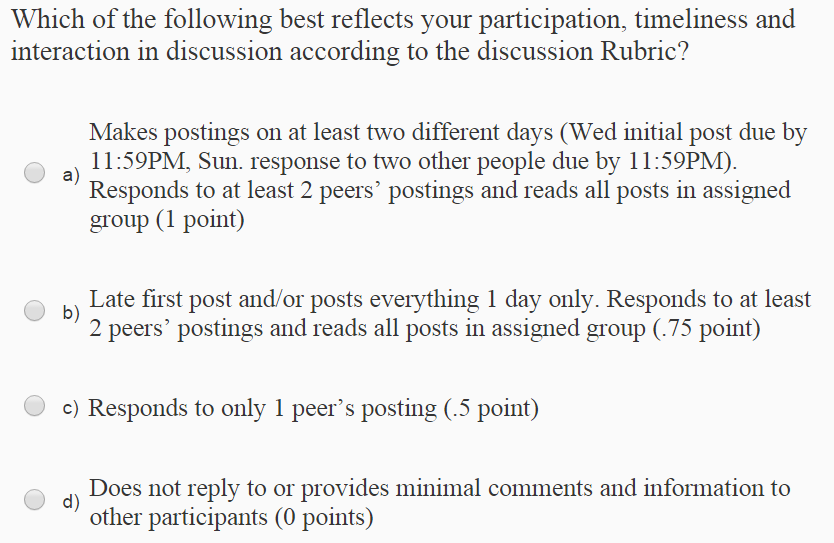 Which of the following best reflects your participation, timeliness and
interaction in discussion according to the discussion Rubric?
a) Makes postings on at least two different days (Wed initial post due by
11:59PM, Sun. response to two other people due by 11:59PM).
Responds to at least 2 peers’ postings and reads all posts in assigned
group (1 point)
b) Late first post and/or posts everything 1 day only. Responds to at least
2 peers’ postings and reads all posts in assigned group (.75 point)
c) Responds to only 1 peer’s posting (.5 point)
d) Does not reply to or provides minimal comments and information to
other participants (0 points)